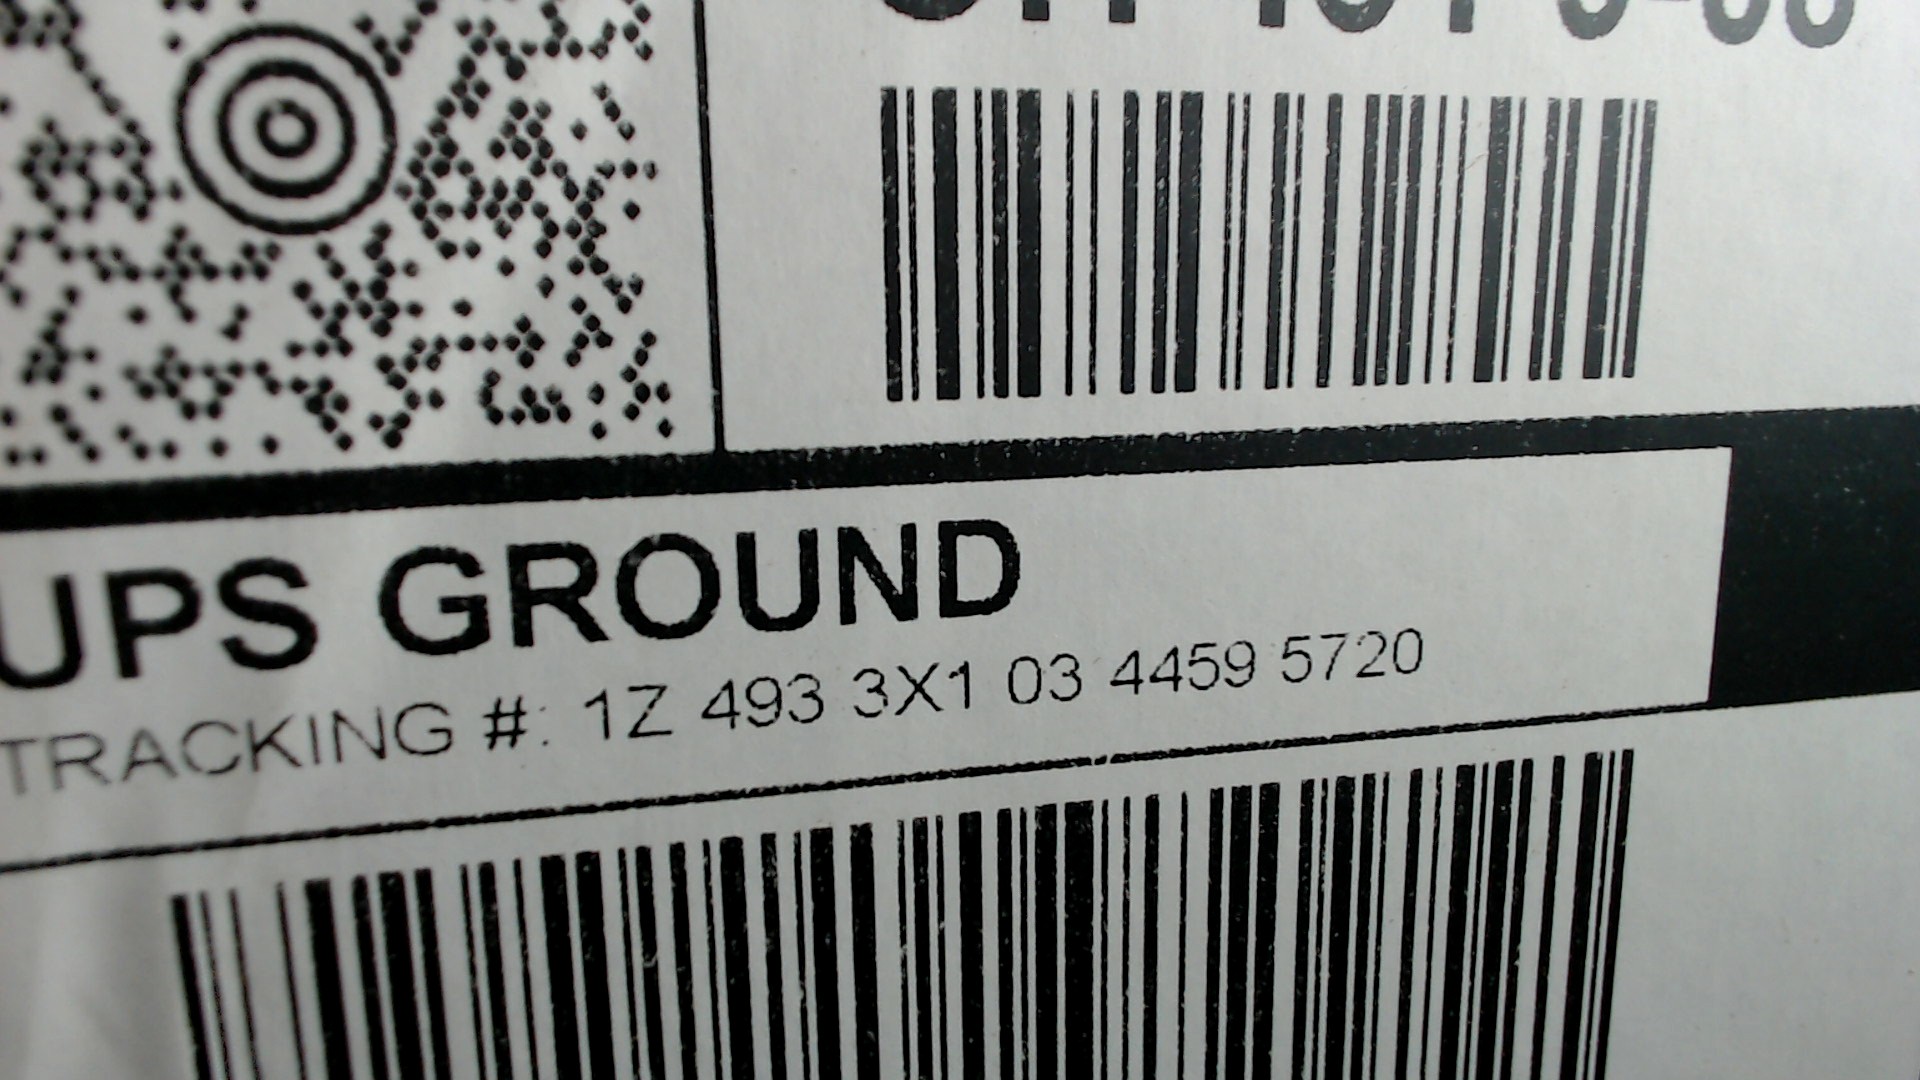 UPS GROUND
TRACKING #: 1Z 493 3X1 03 4459 5720